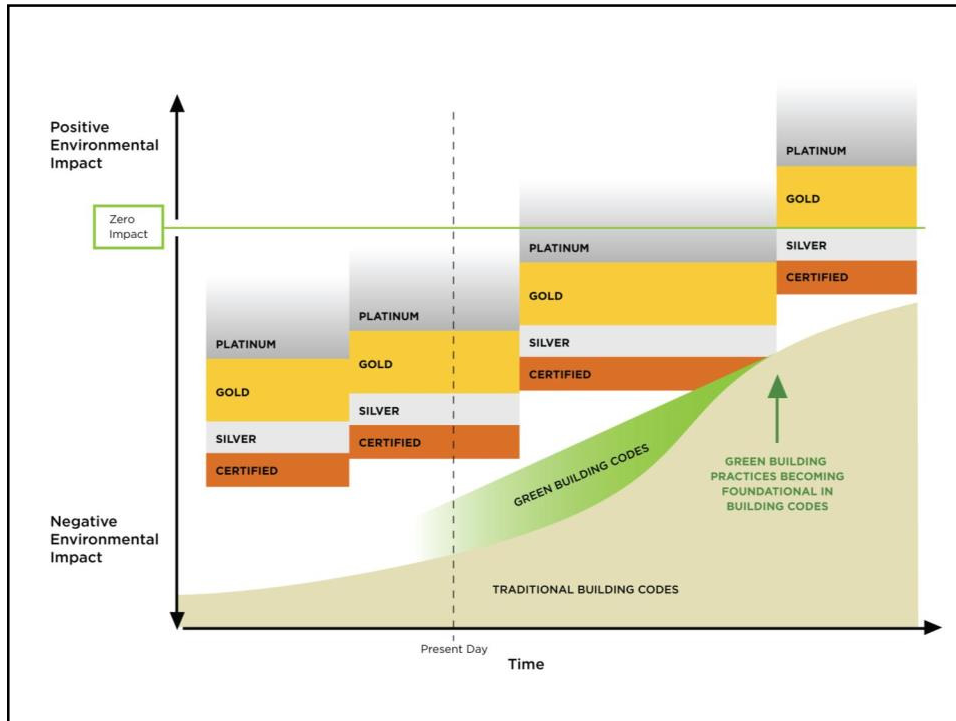 Positive
Environmental
Impact
Zero
Impact
Negative
Environmental
Impact
PLATINUM
GOLD
SILVER
CERTIFIED
PLATINUM
GOLD
SILVER
CERTIFIED
PLATINUM
GOLD
SILVER
CERTIFIED
PLATINUM
GOLD
SILVER
CERTIFIED
GREEN BUILDING CODES
GREEN BUILDING
PRACTICES BECOMING
FOUNDATIONAL IN
BUILDING CODES
TRADITIONAL BUILDING CODES
Present Day
Time